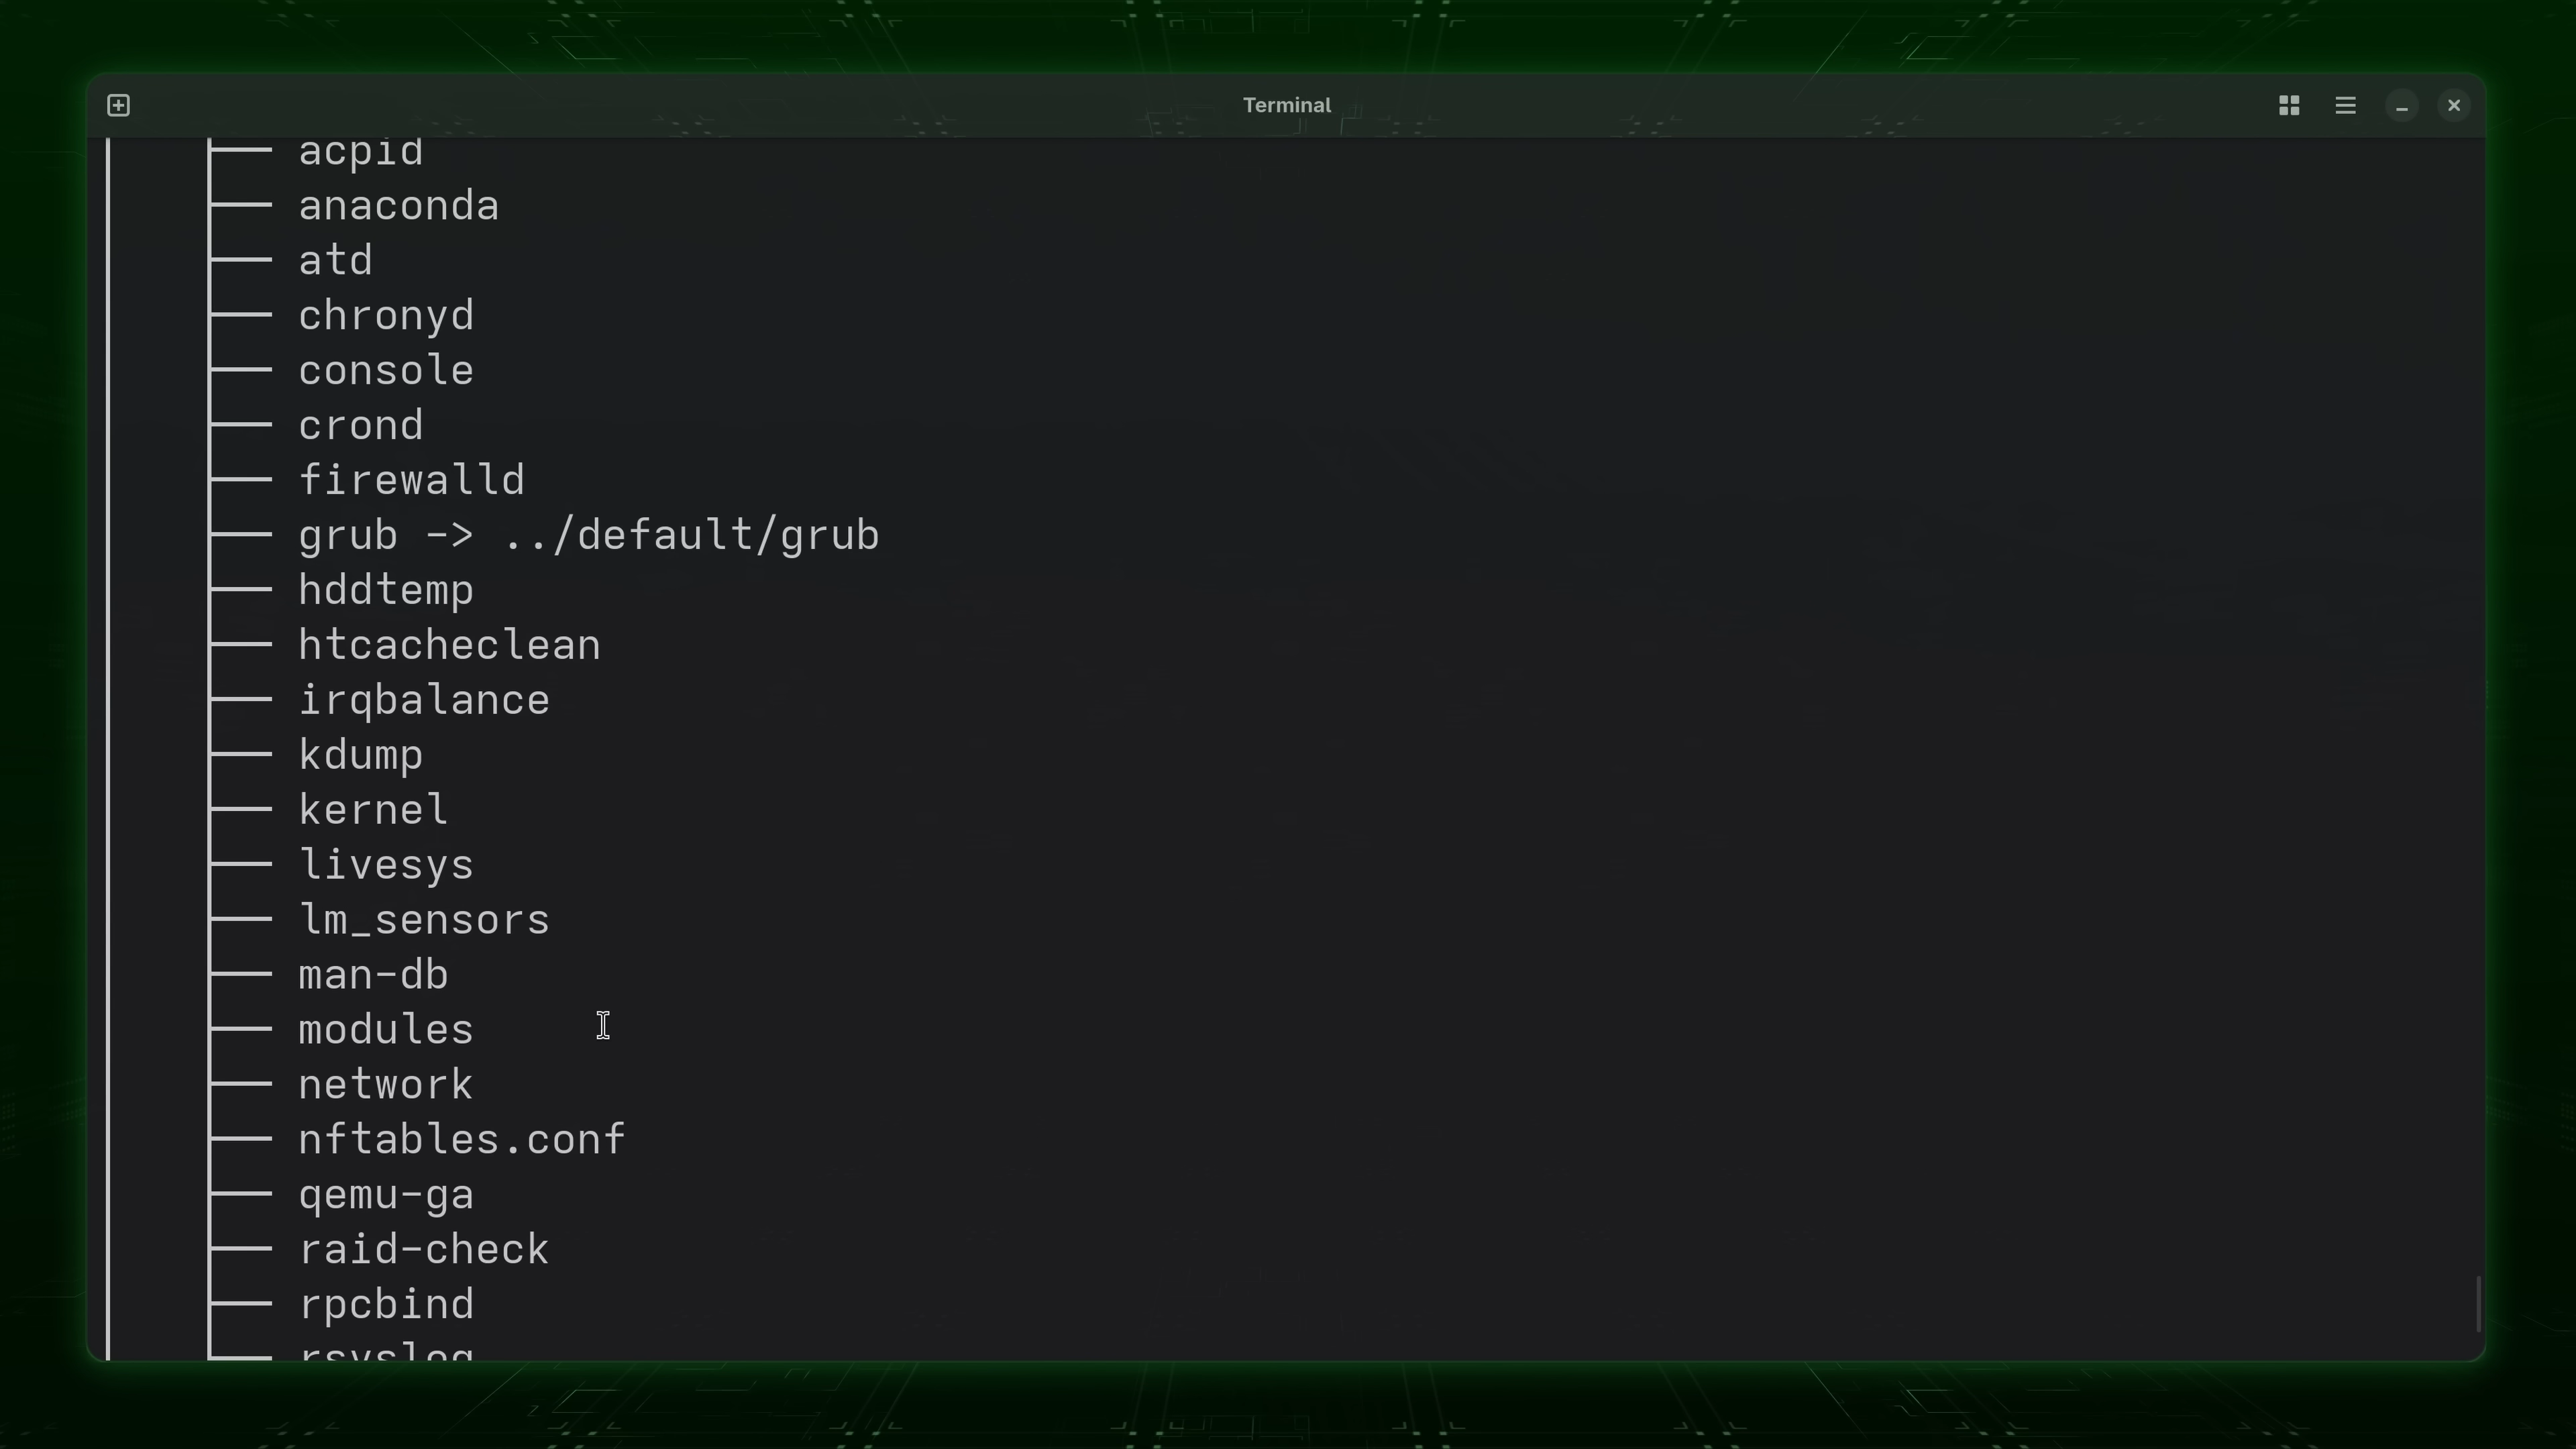 Terminal
├── acpid
├── anaconda
├── atd
├── chronyd
├── console
├── crond
├── firewalld
├── grub -> ../default/grub
├── hddtemp
├── htcacheclean
├── irqbalance
├── kdump
├── kernel
├── livesys
├── lm_sensors
├── man-db
├── modules
├── network
├── nftables.conf
├── qemu-ga
├── raid-check
├── rpcbind
├── rsyslog